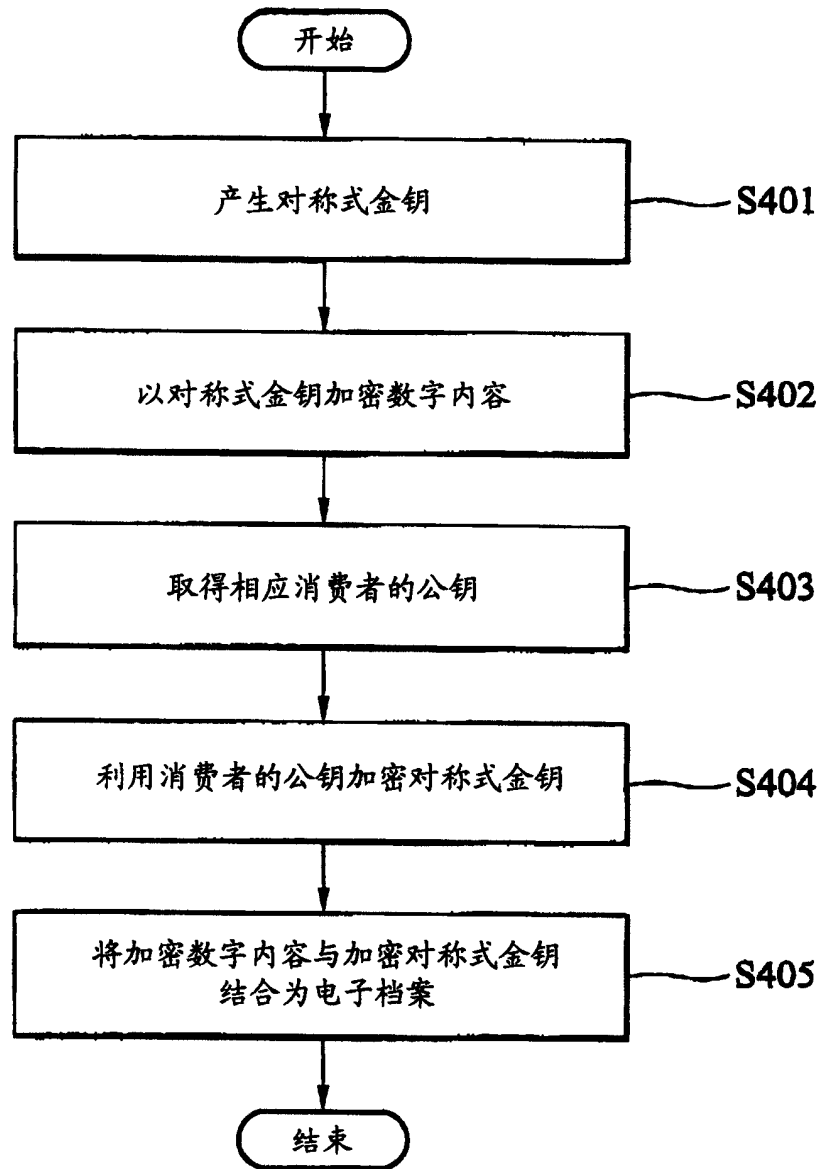 开始
产生对称式金钥
S401
以对称式金钥加密数字内容
S402
取得相应消费者的公钥
S403
利用消费者的公钥加密对称式金钥
S404
将加密数字内容与加密对称式金钥
结合为电子档案
S405
结束